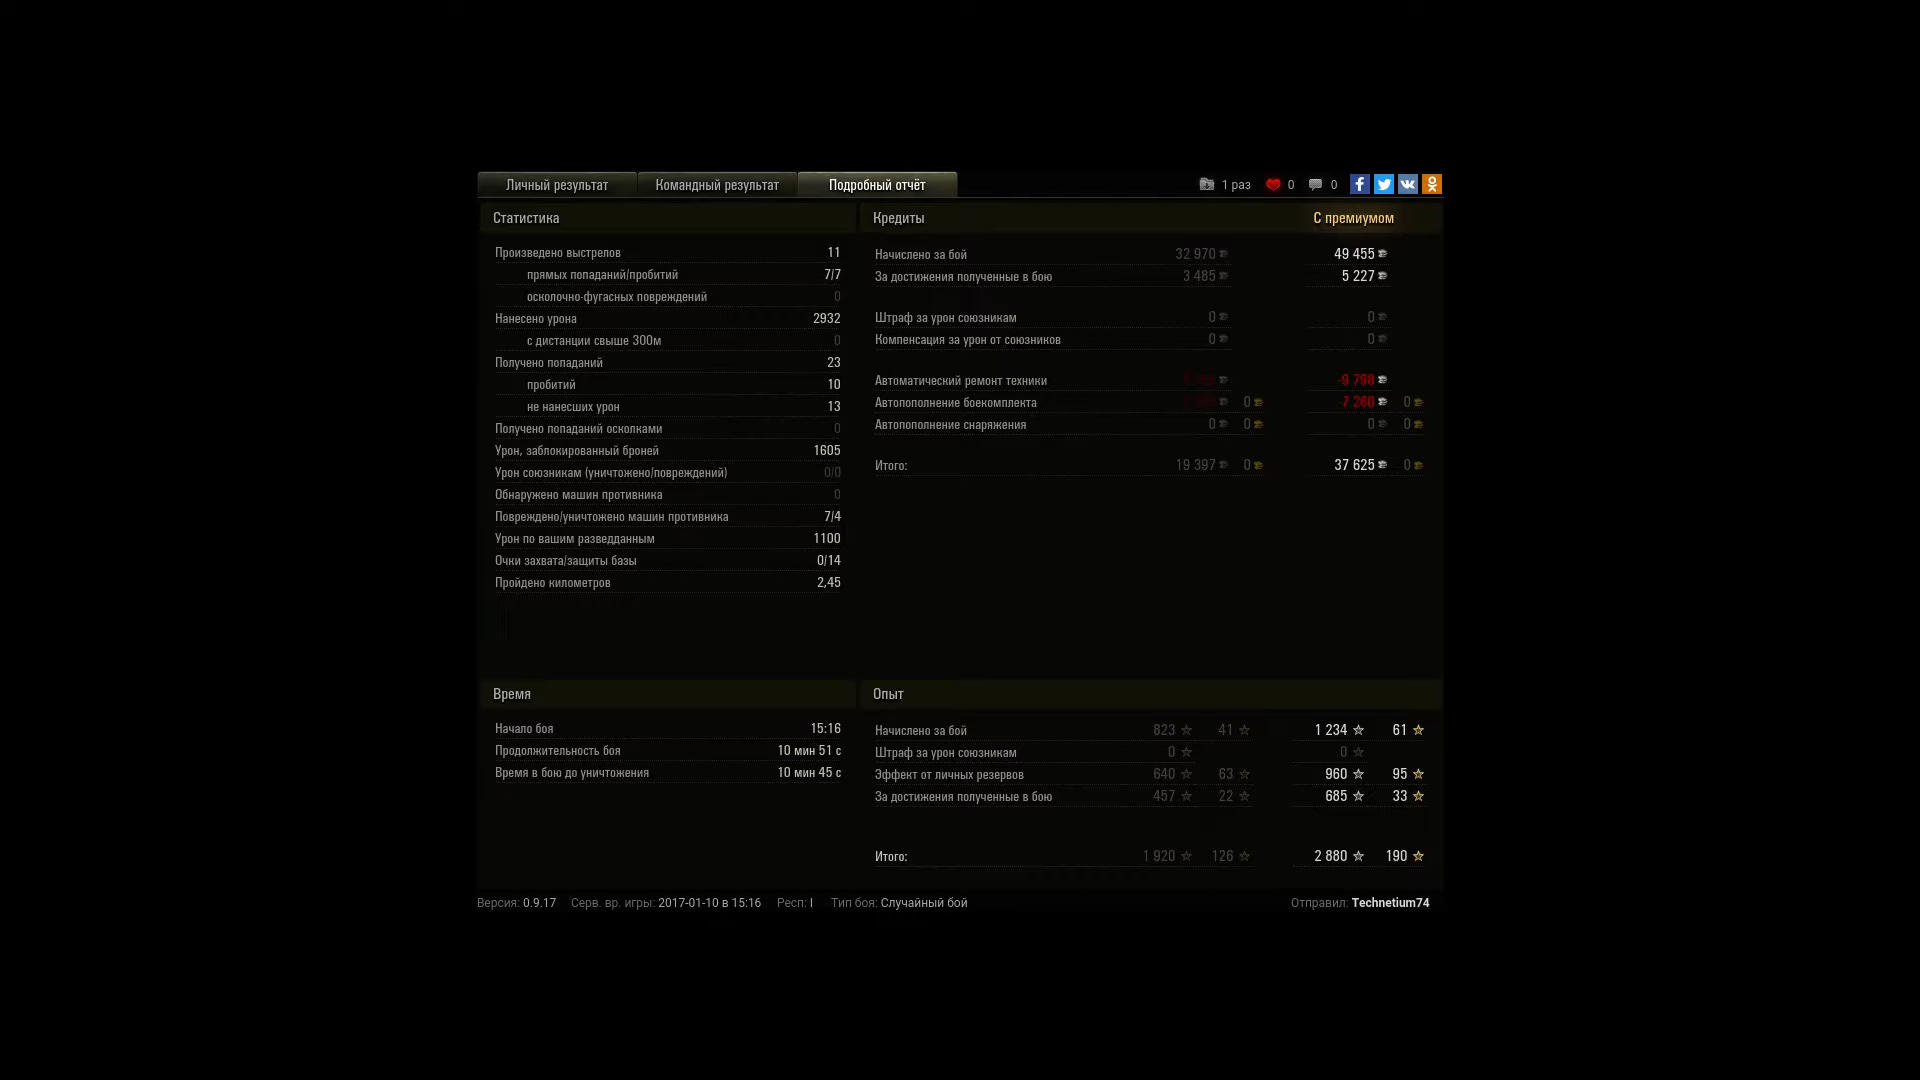 Личный результат Командный результат Подробный отчёт 1 раз 0 0
Статистика
Произведено выстрелов 11
прямых попаданий/пробитий 7/7
осколочно-фугасных повреждений 0
Нанесено урона 2932
с дистанции свыше 300м 0
Получено попаданий 23
пробитий 10
не нанесших урон 13
Получено попаданий осколками 0
Урон, заблокированный броней 1605
Урон союзникам (уничтожено/повреждений) 0/0
Обнаружено машин противника 0
Повреждено/уничтожено машин противника 7/4
Урон по вашим разведданным 1100
Очки захвата/защиты базы 0/14
Пройдено километров 2,45
Кредиты С премиумом
Начислено за бой 32 970 49 455
За достижения полученные в бою 3 485 5 227
Штраф за урон союзникам 0 0
Компенсация за урон от союзников 0 0
Автоматический ремонт техники
Автопополнение боекомплекта 0 -7 260 0
Автопополнение снаряжения 0 0 0 0
Итого: 19 397 0 37 625 0
Время
Начало боя 15:16
Продолжительность боя 10 мин 51 с
Время в бою до уничтожения 10 мин 45 с
Опыт
Начислено за бой 823 41 1 234 61
Штраф за урон союзникам 0 0
Эффект от личных резервов 640 63 960 95
За достижения полученные в бою 457 22 685 33
Итого: 1 920 126 2 880 190
Версия: 0.9.17 Серв. вр. игры: 2017-01-10 в 15:16 Респ: I Тип боя: Случайный бой Отправил: Technetium74